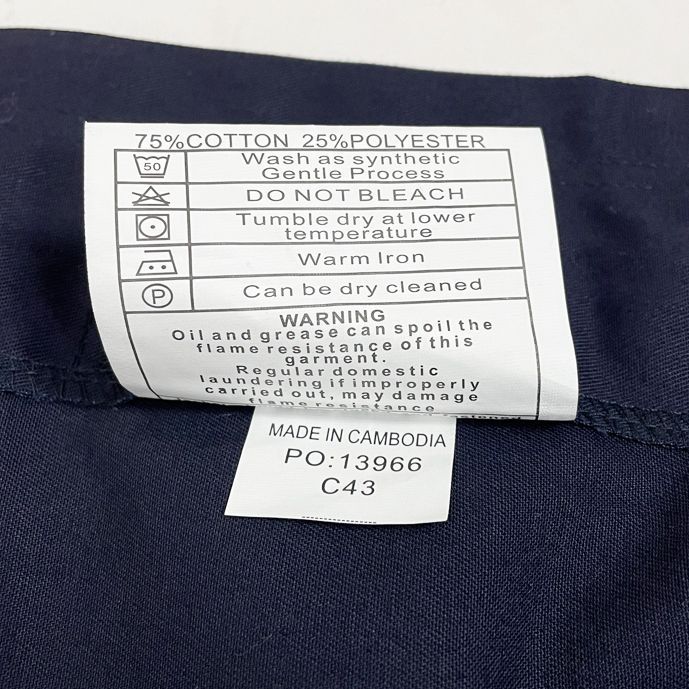 75%COTTON 25%POLYESTER
50
Wash as synthetic
Gentle Process
DO NOT BLEACH
Tumble dry at lower
temperature
Warm Iron
P
Can be dry cleaned
WARNING
Oil and grease can spoil the
flame resistance of this
garment.
Regular domestic
laundering if improperly
carried out, may damage
flame resistance
MADE IN CAMBODIA
PO:13966
C43